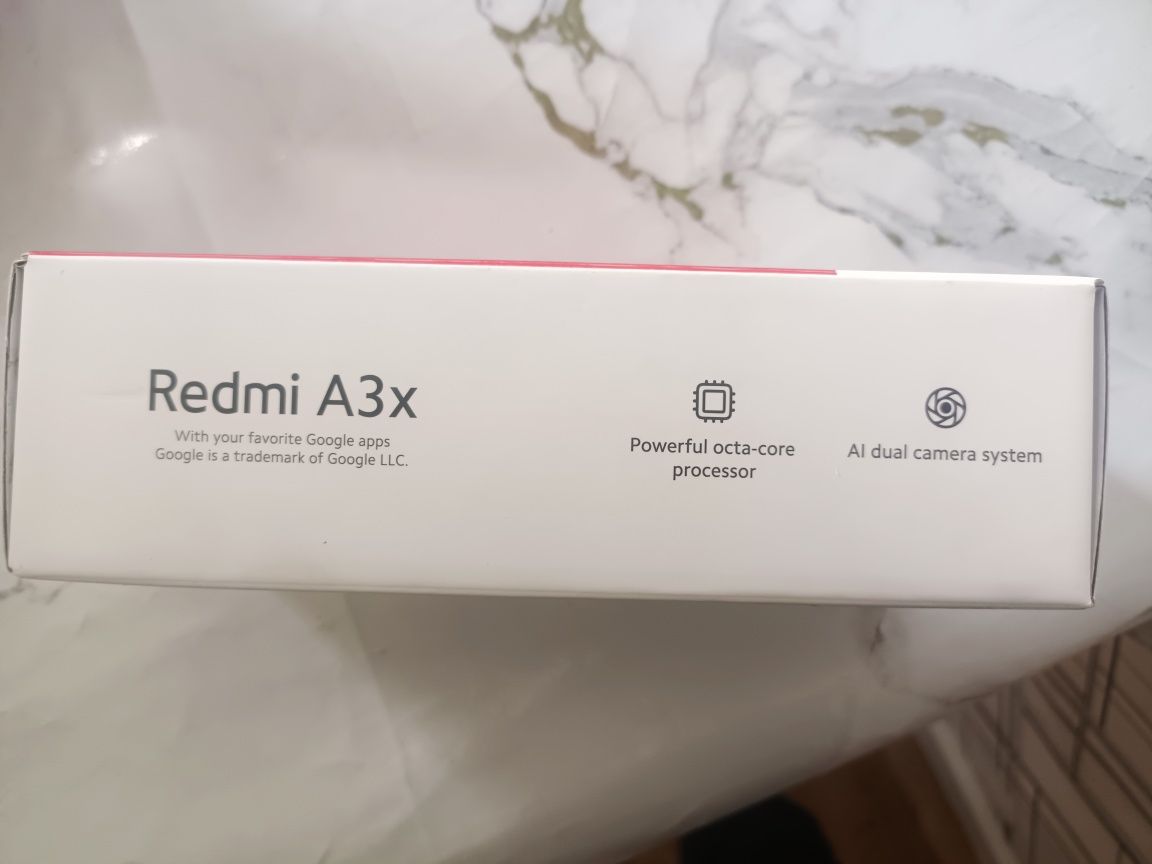 Redmi A3x
With your favorite Google apps
Google is a trademark of Google LLC.
Powerful octa-core
processor
AI dual camera system